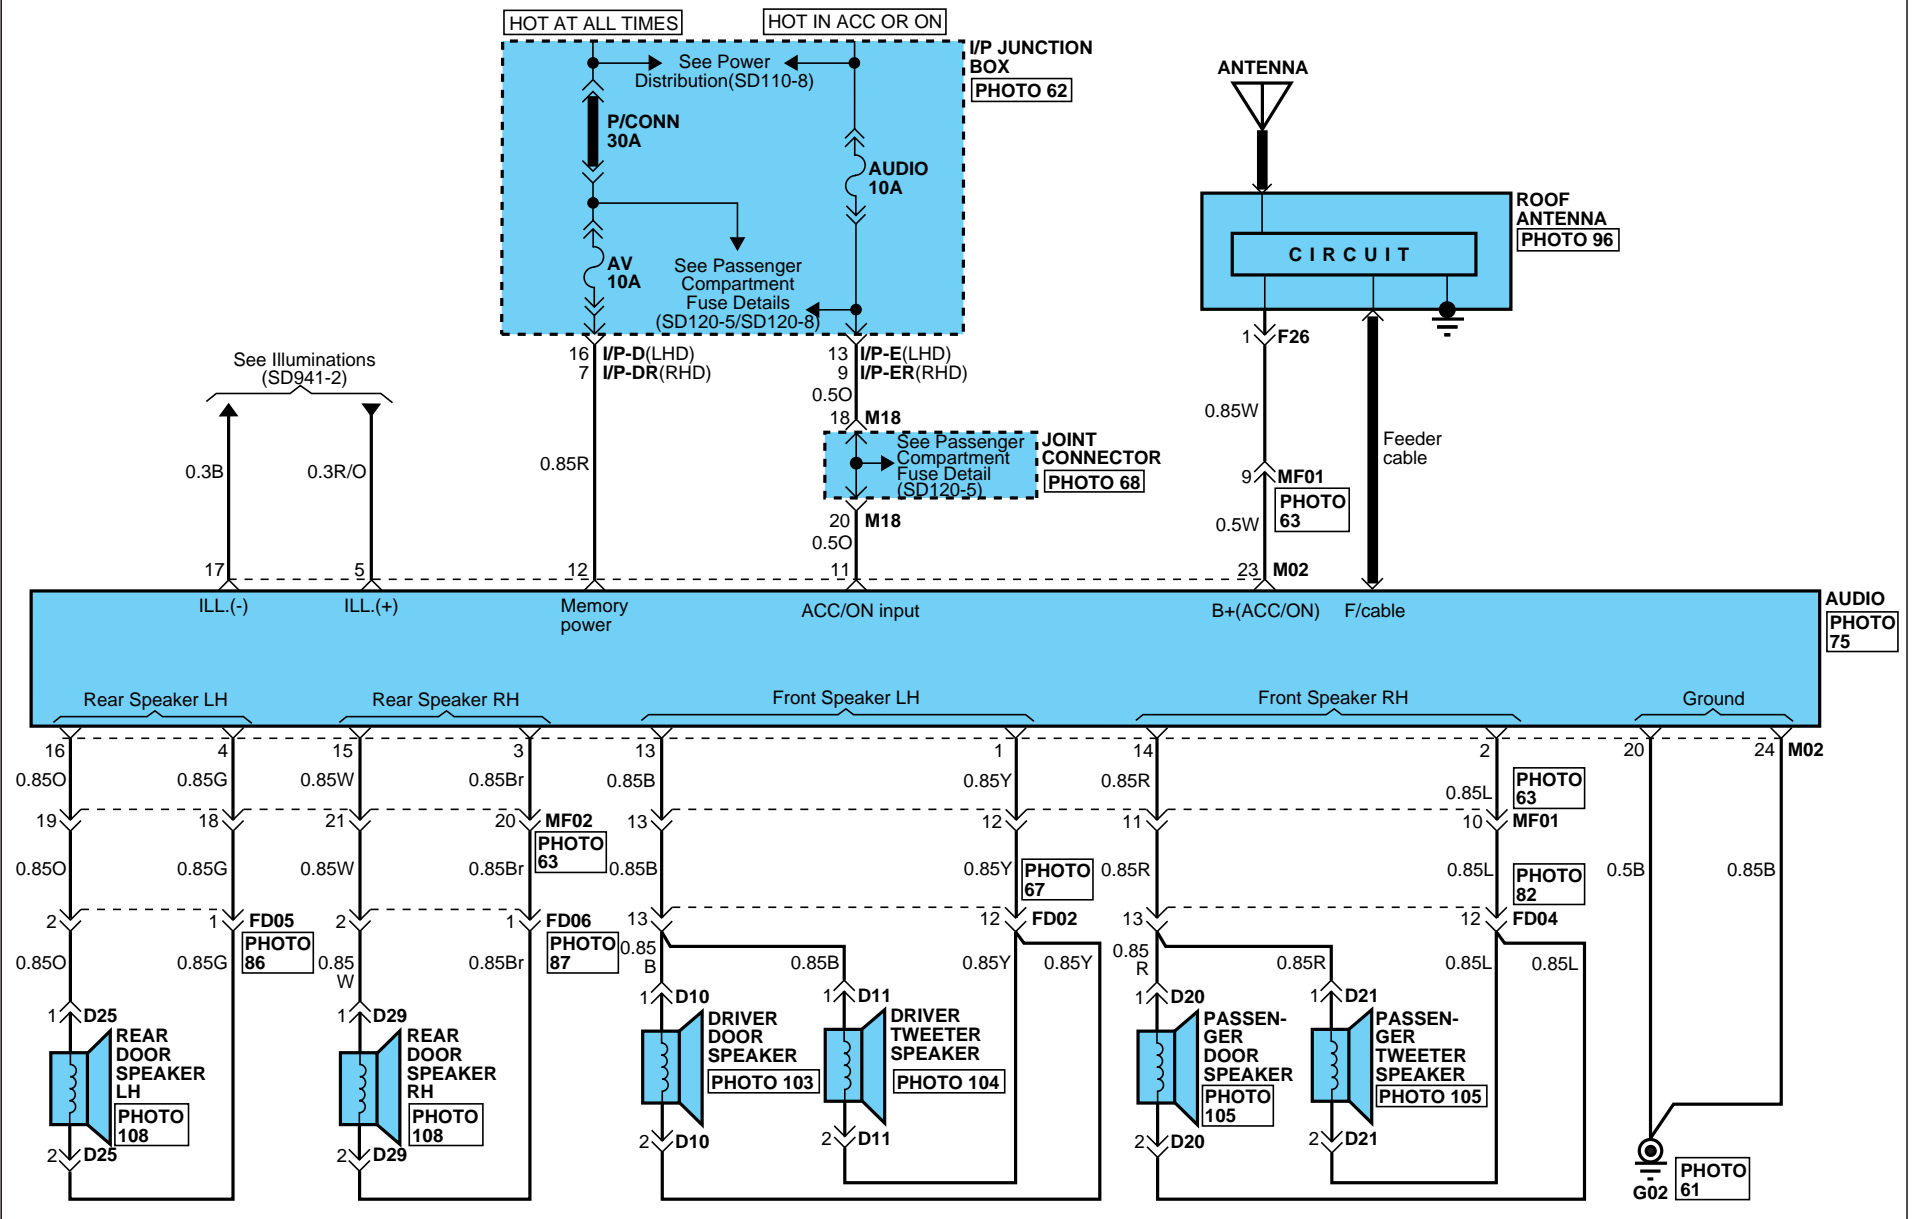 HOT AT ALL TIMES
HOT IN ACC OR ON
I/P JUNCTION
BOX
PHOTO 62
See Power
Distribution(SD110-8)
P/CONN
30A
AUDIO
10A
AV
10A
See Passenger
Compartment
Fuse Details
(SD120-5/SD120-8)
ANTENNA
ROOF
ANTENNA
PHOTO 96
CIRCUIT
1 F26
16 I/P-D(LHD)
7 I/P-DR(RHD)
13 I/P-E(LHD)
9 I/P-ER(RHD)
0.5O
18 M18
See Passenger
Compartment
Fuse Detail
(SD120-5)
JOINT
CONNECTOR
PHOTO 68
20 M18
0.5O
See Illuminations
(SD941-2)
0.3B
0.3R/O
0.85R
0.85W
9 MF01
PHOTO
63
0.5W
Feeder
cable
17
5
12
11
23 M02
ILL.(-)
ILL.(+)
Memory
power
ACC/ON input
B+(ACC/ON)
F/cable
AUDIO
PHOTO
75
Rear Speaker LH
Rear Speaker RH
Front Speaker LH
Front Speaker RH
Ground
16
4
15
3
13
1
14
2
20
24 M02
0.85O
0.85G
0.85W
0.85Br
0.85B
0.85Y
0.85R
0.85L
PHOTO
63
19
18
21
20 MF02
PHOTO
63
13
12
11
10 MF01
0.85O
0.85G
0.85W
0.85Br
0.85B
0.85Y
PHOTO
67
0.85R
0.85L
PHOTO
82
0.5B
0.85B
2
1 FD05
PHOTO
86
2
1 FD06
PHOTO
87
13
12 FD02
13
12 FD04
0.85O
0.85G
0.85
W
0.85Br
0.85
B
0.85B
0.85Y
0.85Y
0.85
R
0.85R
0.85L
0.85L
1 D25
REAR
DOOR
SPEAKER
LH
PHOTO
108
2 D25
1 D29
REAR
DOOR
SPEAKER
RH
PHOTO
108
2 D29
1 D10
DRIVER
DOOR
SPEAKER
PHOTO 103
2 D10
1 D11
DRIVER
TWEETER
SPEAKER
PHOTO 104
2 D11
1 D20
PASSEN-
GER
DOOR
SPEAKER
PHOTO
105
2 D20
1 D21
PASSEN-
GER
TWEETER
SPEAKER
PHOTO 105
2 D21
G02
PHOTO
61